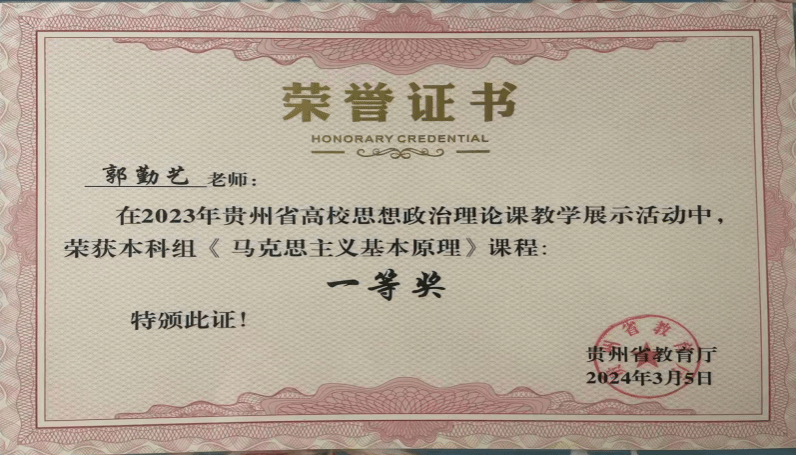 荣誉证书
HONORARY CREDENTIAL
郭勤艺 老师：
在2023年贵州省高校思想政治理论课教学展示活动中，
荣获本科组《 马克思主义基本原理》课程:
一等奖
特颁此证！
贵州省教育厅
2024年3月5日